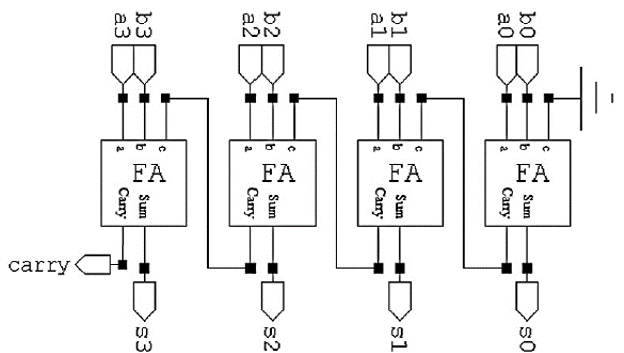 a3 b3 a2 b2 a1 b1 a0 b0
a b c a b c a b c a b c
FA FA FA FA
Carry Sum Carry Sum Carry Sum Carry Sum
carry
s3 s2 s1 s0